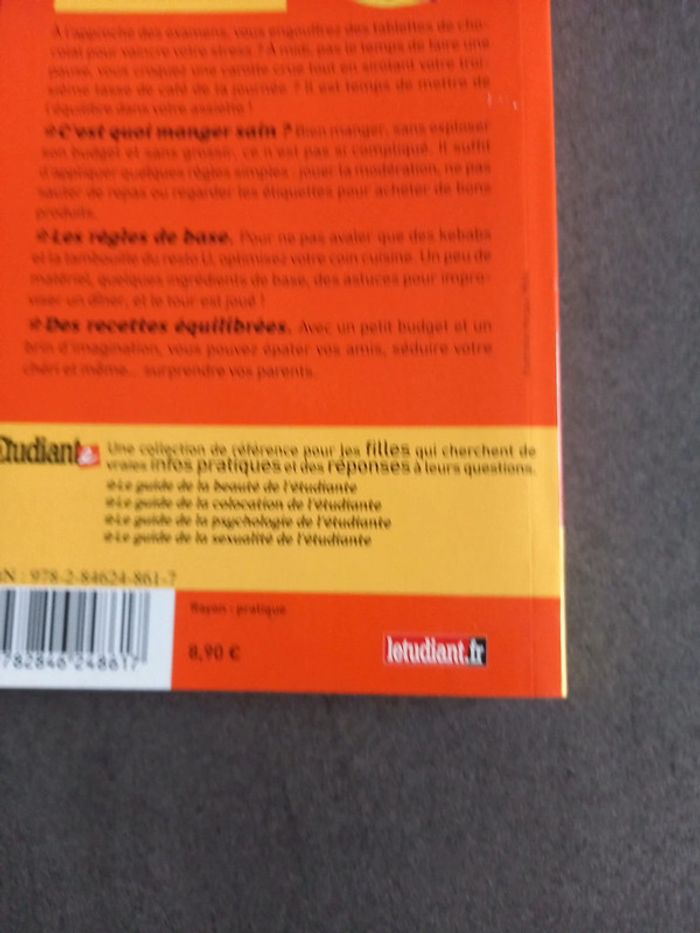 À l'approche des examens, vous engouffrez des tablettes de cho-
colat pour vaincre votre stress ? À midi, pas le temps de faire une
pause, vous croquez une carotte crue tout en sirotant votre troi-
sième tasse de café de la journée ? Il est temps de mettre de
l'équilibre dans votre assiette !
C'est quoi manger sain ? Bien manger, sans exploser
son budget et sans grossir, ce n'est pas si compliqué. Il suffit
d'appliquer quelques règles simples : jouer la modération, ne pas
sauter de repas ou regarder les étiquettes pour acheter de bons
produits.
Les règles de base. Pour ne pas avaler que des kebabs
et la tambouille du resto U, optimisez votre coin cuisine. Un peu de
matériel, quelques ingrédients de base, des astuces pour impro-
viser un dîner, et le tour est joué !
Des recettes équilibrées. Avec un petit budget et un
brin d'imagination, vous pouvez épater vos amis, séduire votre
chéri et même... surprendre vos parents.
Etudiante
Une collection de référence pour les filles qui cherchent de
vraies infos pratiques et des réponses à leurs questions.
Le guide de la beauté de l'étudiante
Le guide de la colocation de l'étudiante
Le guide de la psychologie de l'étudiante
Le guide de la sexualité de l'étudiante
N : 978-2-84624-861-7
Rayon : pratique
782846 248617
8,90 €
letudiant.fr